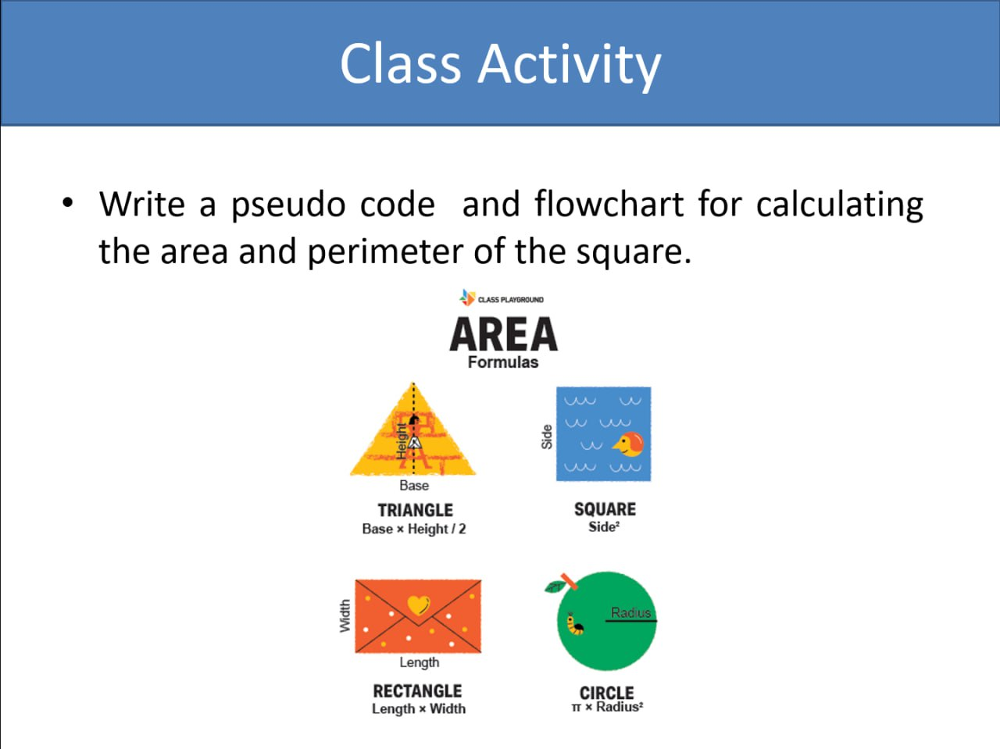 Class Activity
• Write a pseudo code  and flowchart for calculating
the area and perimeter of the square.
CLASS PLAYGROUND
AREA
Formulas
Height
Base
TRIANGLE
Base × Height / 2
Side
SQUARE
Side²
Width
Length
RECTANGLE
Length × Width
Radius
CIRCLE
π × Radius²